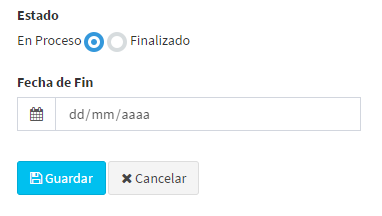 Estado
En Proceso Finalizado
Fecha de Fin
dd/mm/aaaa
Guardar Cancelar